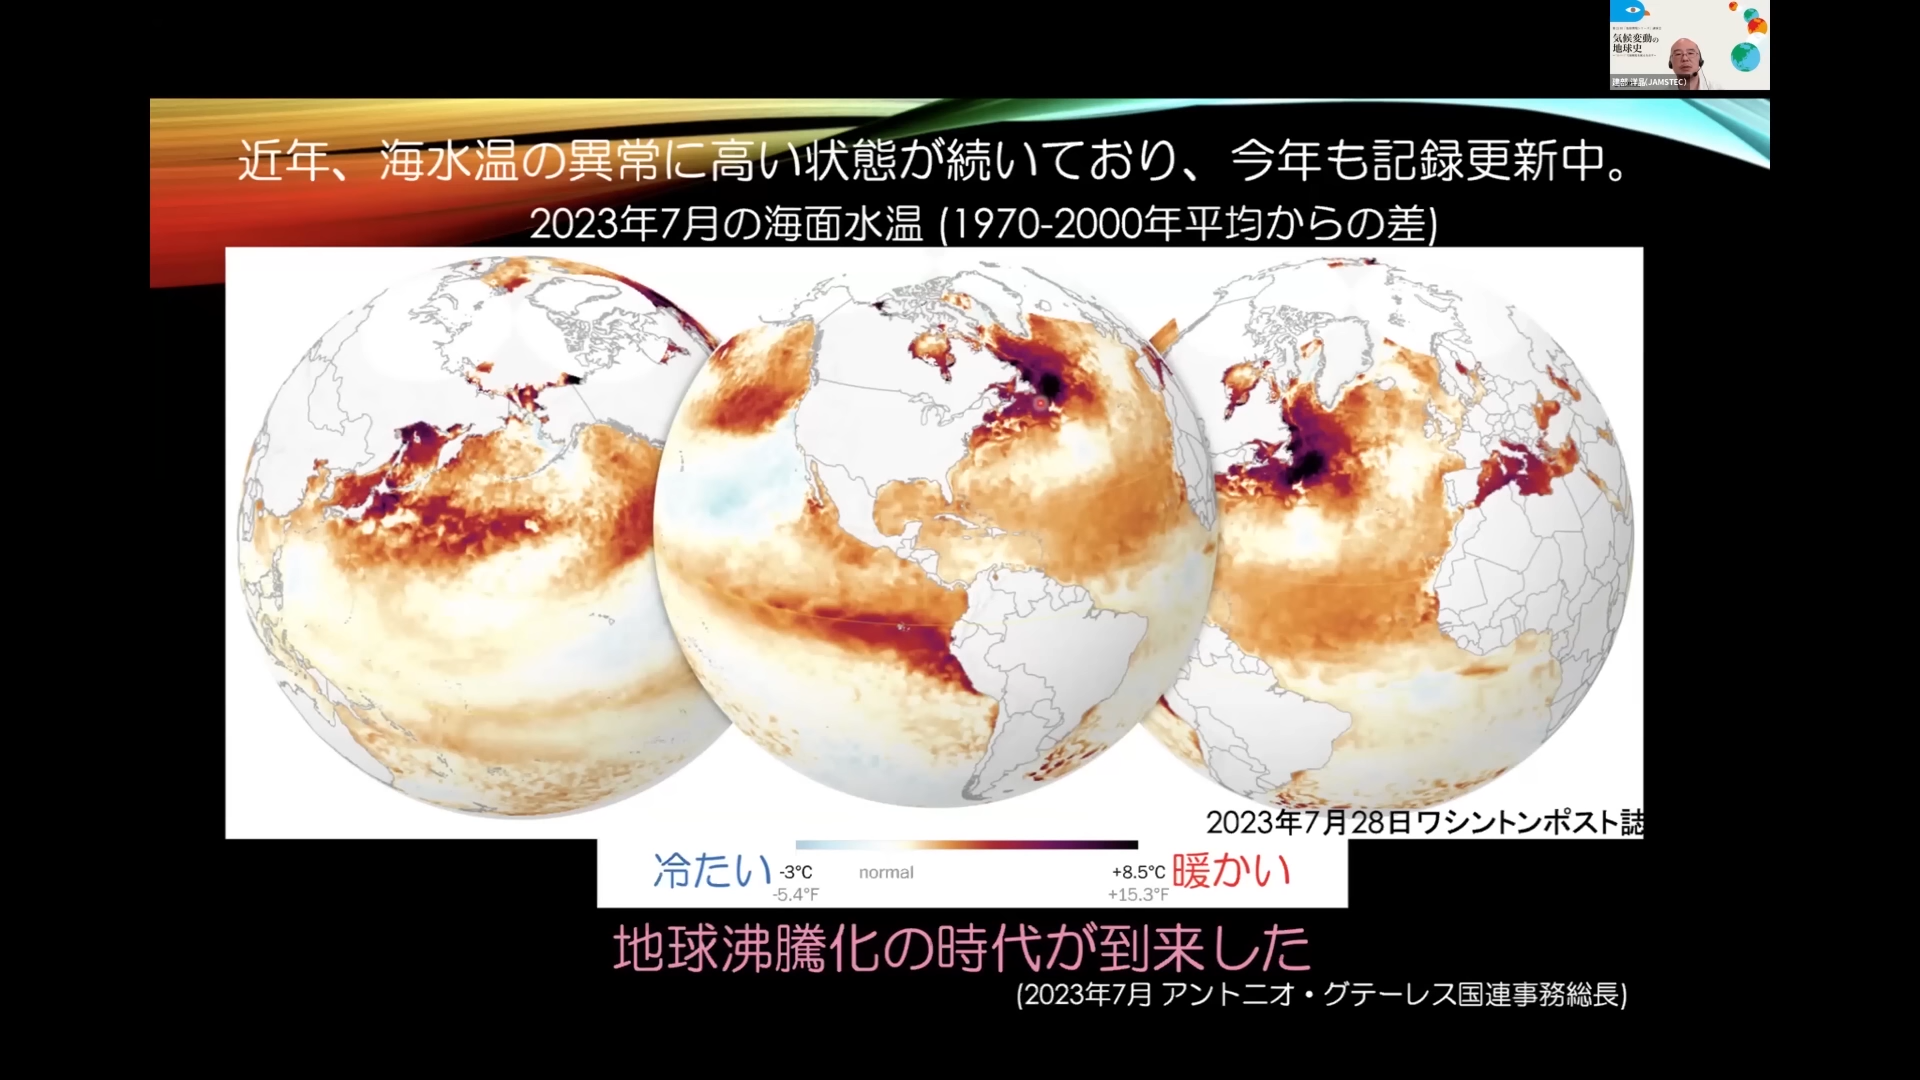 気候変動の
地球史
建部 洋晶(JAMSTEC)
近年、海水温の異常に高い状態が続いており、今年も記録更新中。
2023年7月の海面水温 (1970-2000年平均からの差)
2023年7月28日ワシントンポスト誌
冷たい -3°C normal +8.5°C 暖かい
-5.4°F +15.3°F
地球沸騰化の時代が到来した
(2023年7月 アントニオ・グテーレス国連事務総長)